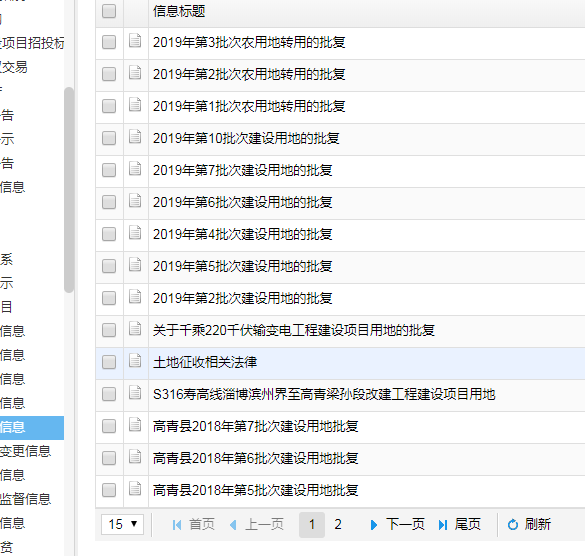 信息标题
2019年第3批次农用地转用的批复
2019年第2批次农用地转用的批复
2019年第1批次农用地转用的批复
2019年第10批次建设用地的批复
2019年第7批次建设用地的批复
2019年第6批次建设用地的批复
2019年第4批次建设用地的批复
2019年第5批次建设用地的批复
2019年第2批次建设用地的批复
关于千乘220千伏输变电工程建设项目用地的批复
土地征收相关法律
S316寿高线淄博滨州界至高青梁孙段改建工程建设项目用地
高青县2018年第7批次建设用地批复
高青县2018年第6批次建设用地批复
高青县2018年第5批次建设用地批复
15 首页 上一页 1 2 下一页 尾页 刷新
项目招投标
交易
告
示
告
信息
系
示
目
信息
信息
信息
信息
信息
变更信息
信息
监督信息
信息
贫